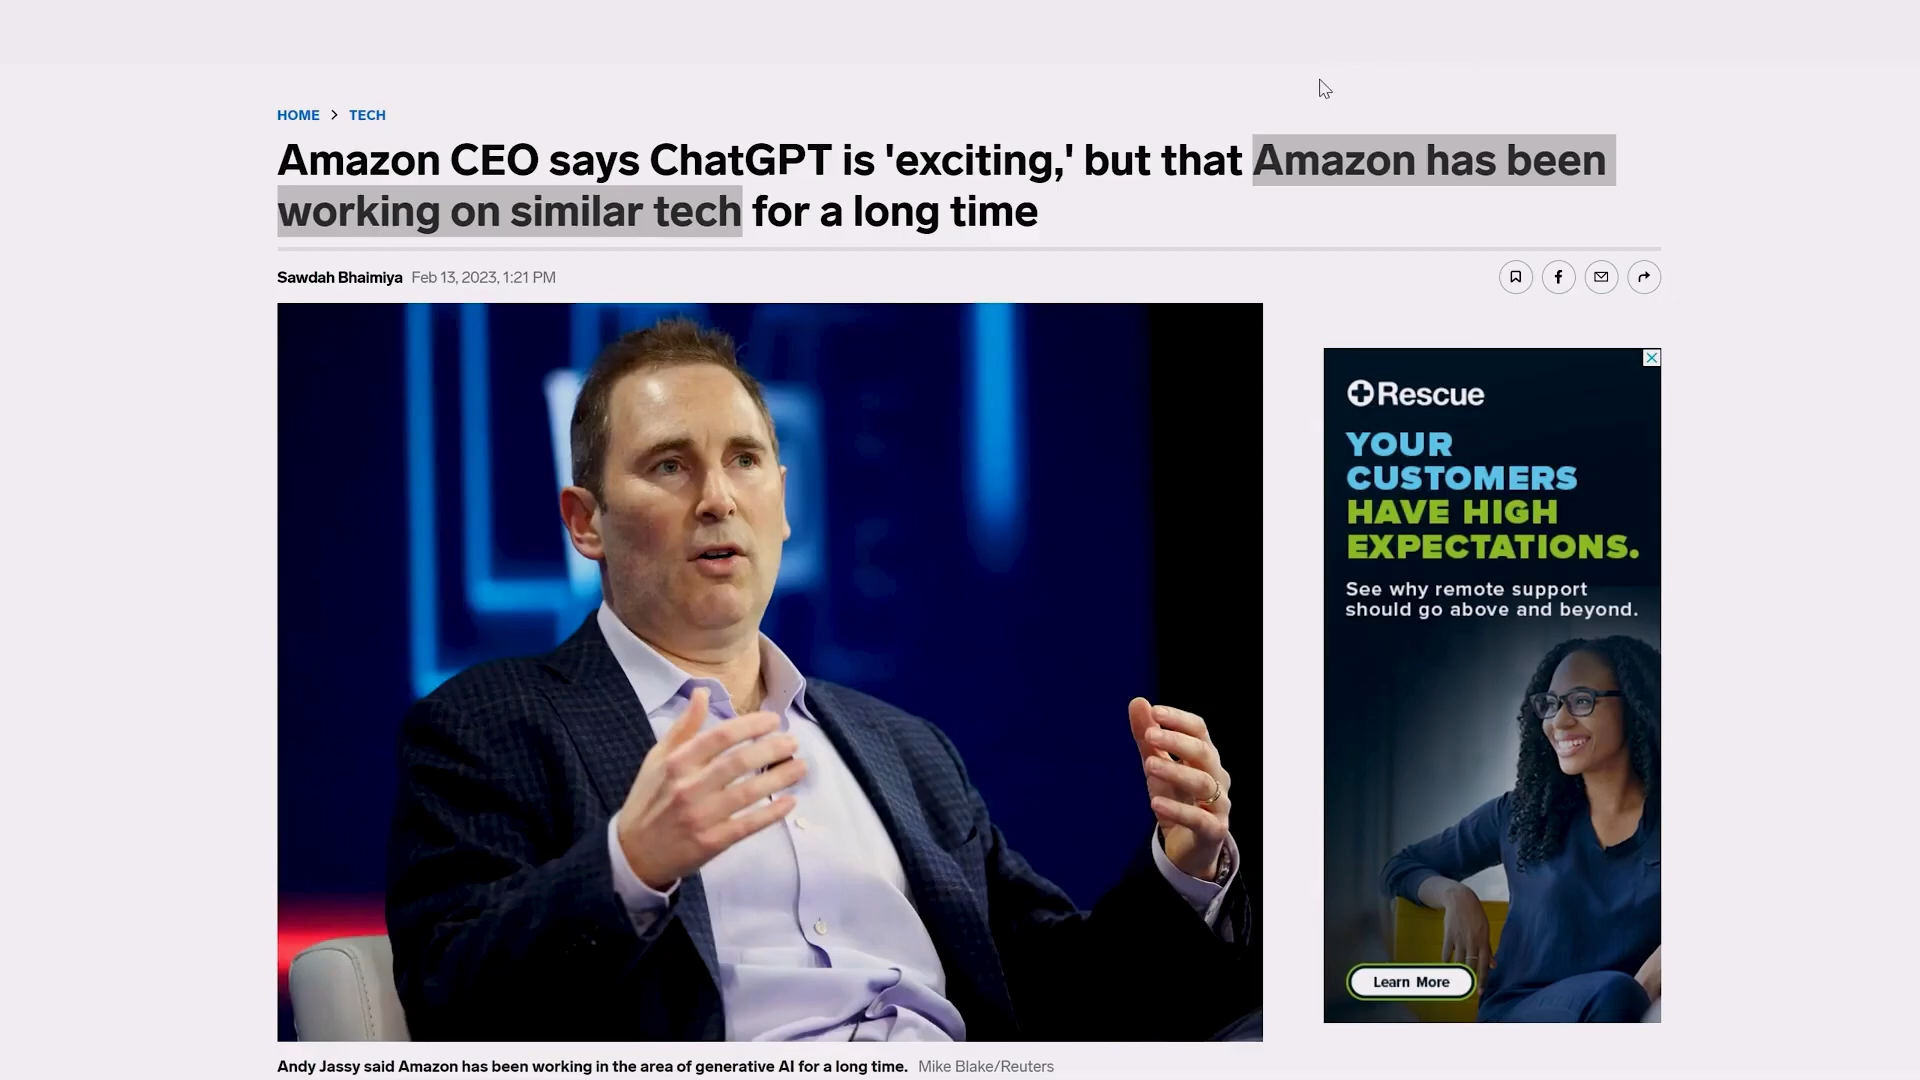 HOME > TECH
Amazon CEO says ChatGPT is 'exciting,' but that Amazon has been
working on similar tech for a long time
Sawdah Bhaimiya Feb 13, 2023, 1:21 PM
Rescue
YOUR
CUSTOMERS
HAVE HIGH
EXPECTATIONS.
See why remote support
should go above and beyond.
Learn More
Andy Jassy said Amazon has been working in the area of generative AI for a long time. Mike Blake/Reuters